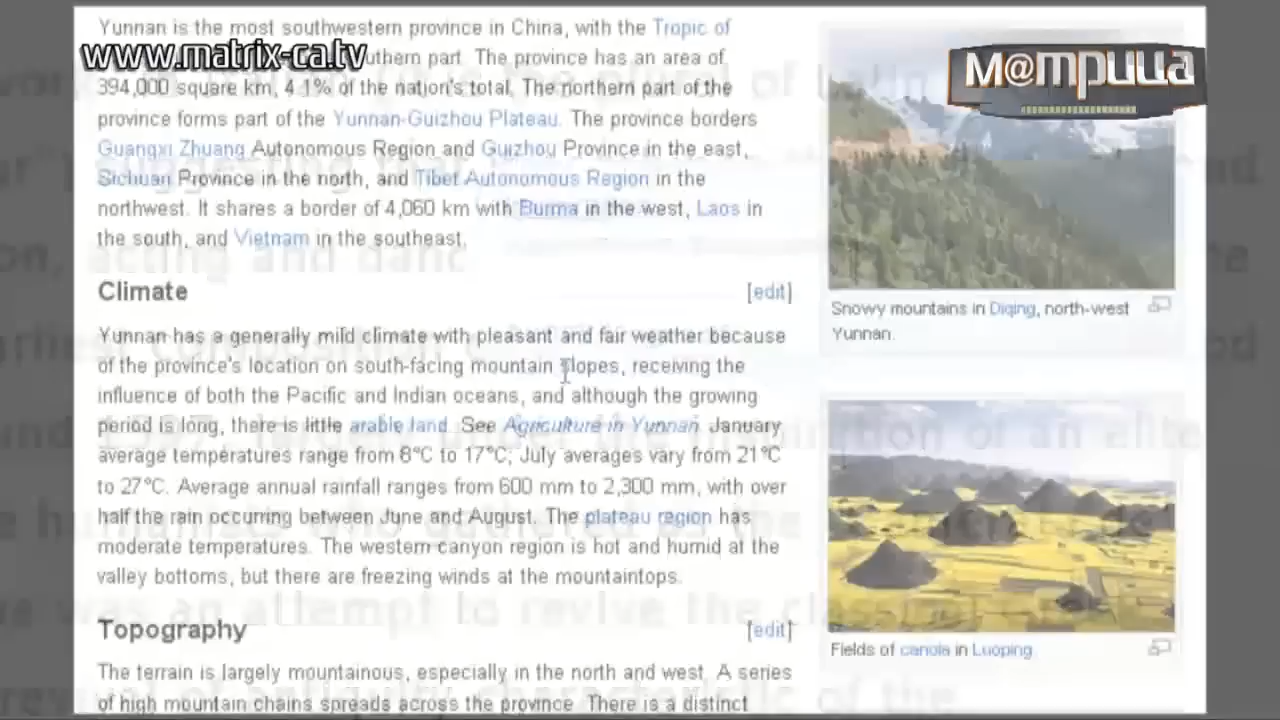 Yunnan is the most southwestern province in China, with the Tropic of
www.matrix-ca.tv
uthern part. The province has an area of
M@mpulla
394,000 square km, 4.1% of the nation's total. The northern part of the
province forms part of the Yunnan-Guizhou Plateau. The province borders
Guangxi Zhuang Autonomous Region and Guizhou Province in the east,
Sichuan Province in the north, and Tibet Autonomous Region in the
northwest. It shares a border of 4,060 km with Burma in the west, Laos in
the south, and Vietnam in the southeast.
on, acting and danc
Climate [edit]
Yunnan has a generally mild climate with pleasant and fair weather because
of the province's location on south-facing mountain slopes, receiving the
influence of both the Pacific and Indian oceans, and although the growing
period is long, there is little arable land. See Agriculture in Yunnan. January
average temperatures range from 8°C to 17°C; July averages vary from 21°C
to 27°C. Average annual rainfall ranges from 600 mm to 2,300 mm, with over
half the rain occurring between June and August. The plateau region has
moderate temperatures. The western canyon region is hot and humid at the
valley bottoms, but there are freezing winds at the mountaintops.
was an attempt to revive the classical
Topography [edit]
The terrain is largely mountainous, especially in the north and west. A series
of high mountain chains spreads across the province. There is a distinct
Snowy mountains in Diqing, north-west
Yunnan.
Fields of canola in Luoping.